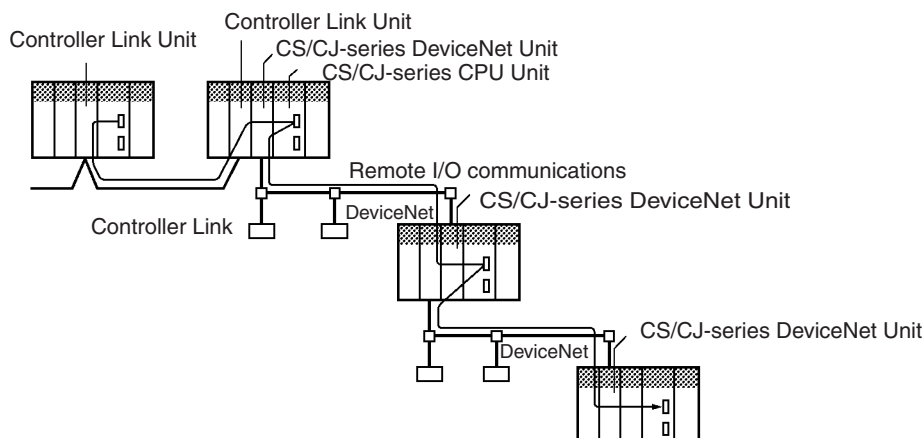 Controller Link Unit
Controller Link Unit
CS/CJ-series DeviceNet Unit
CS/CJ-series CPU Unit
Remote I/O communications
CS/CJ-series DeviceNet Unit
DeviceNet
Controller Link
CS/CJ-series DeviceNet Unit
DeviceNet